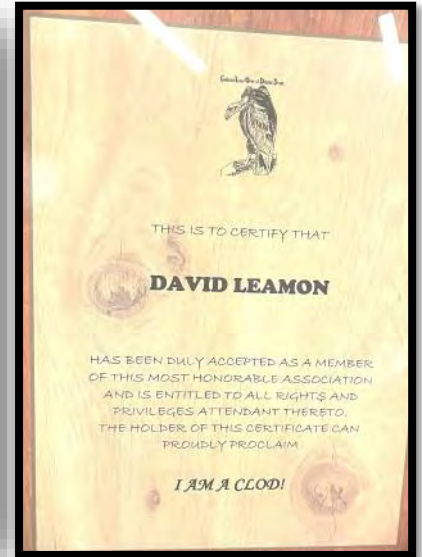 THIS IS TO CERTIFY THAT
DAVID LEAMON
HAS BEEN DULY ACCEPTED AS A MEMBER
OF THIS MOST HONORABLE ASSOCIATION
AND IS ENTITLED TO ALL RIGHTS AND
PRIVILEGES ATTENDANT THERETO.
THE HOLDER OF THIS CERTIFICATE CAN
PROUDLY PROCLAIM
I AM A CLOD!